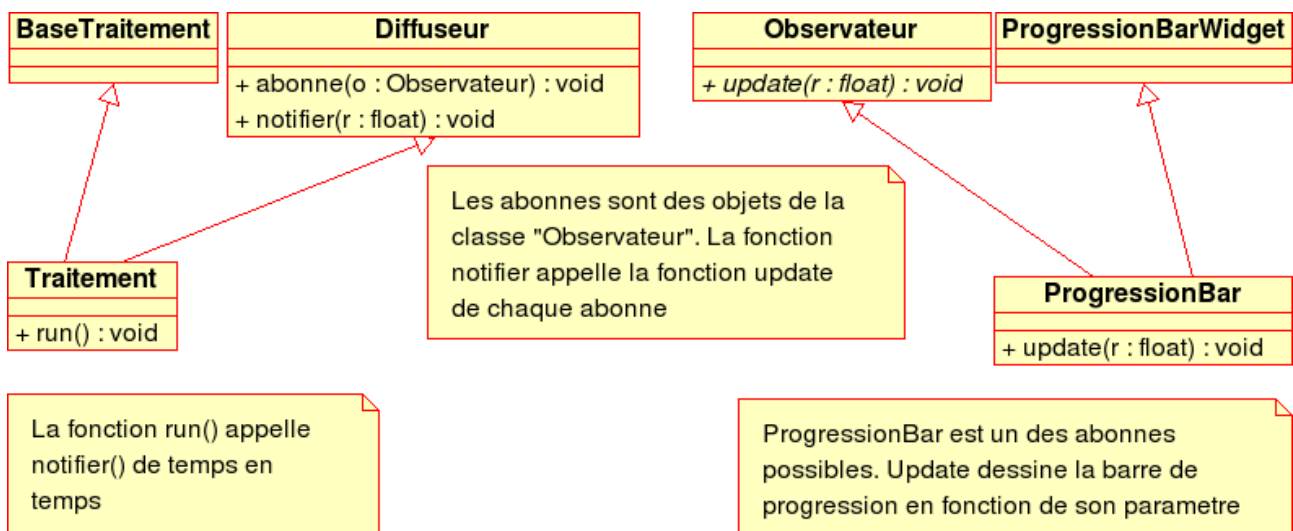 BaseTraitement
Diffuseur
+ abonne(o : Observateur) : void
+ notifier(r : float) : void
Observateur
+ update(r : float) : void
ProgressionBarWidget
Les abonnes sont des objets de la
classe "Observateur". La fonction
notifier appelle la fonction update
de chaque abonne
Traitement
+ run() : void
ProgressionBar
+ update(r : float) : void
La fonction run() appelle
notifier() de temps en
temps
ProgressionBar est un des abonnes
possibles. Update dessine la barre de
progression en fonction de son parametre